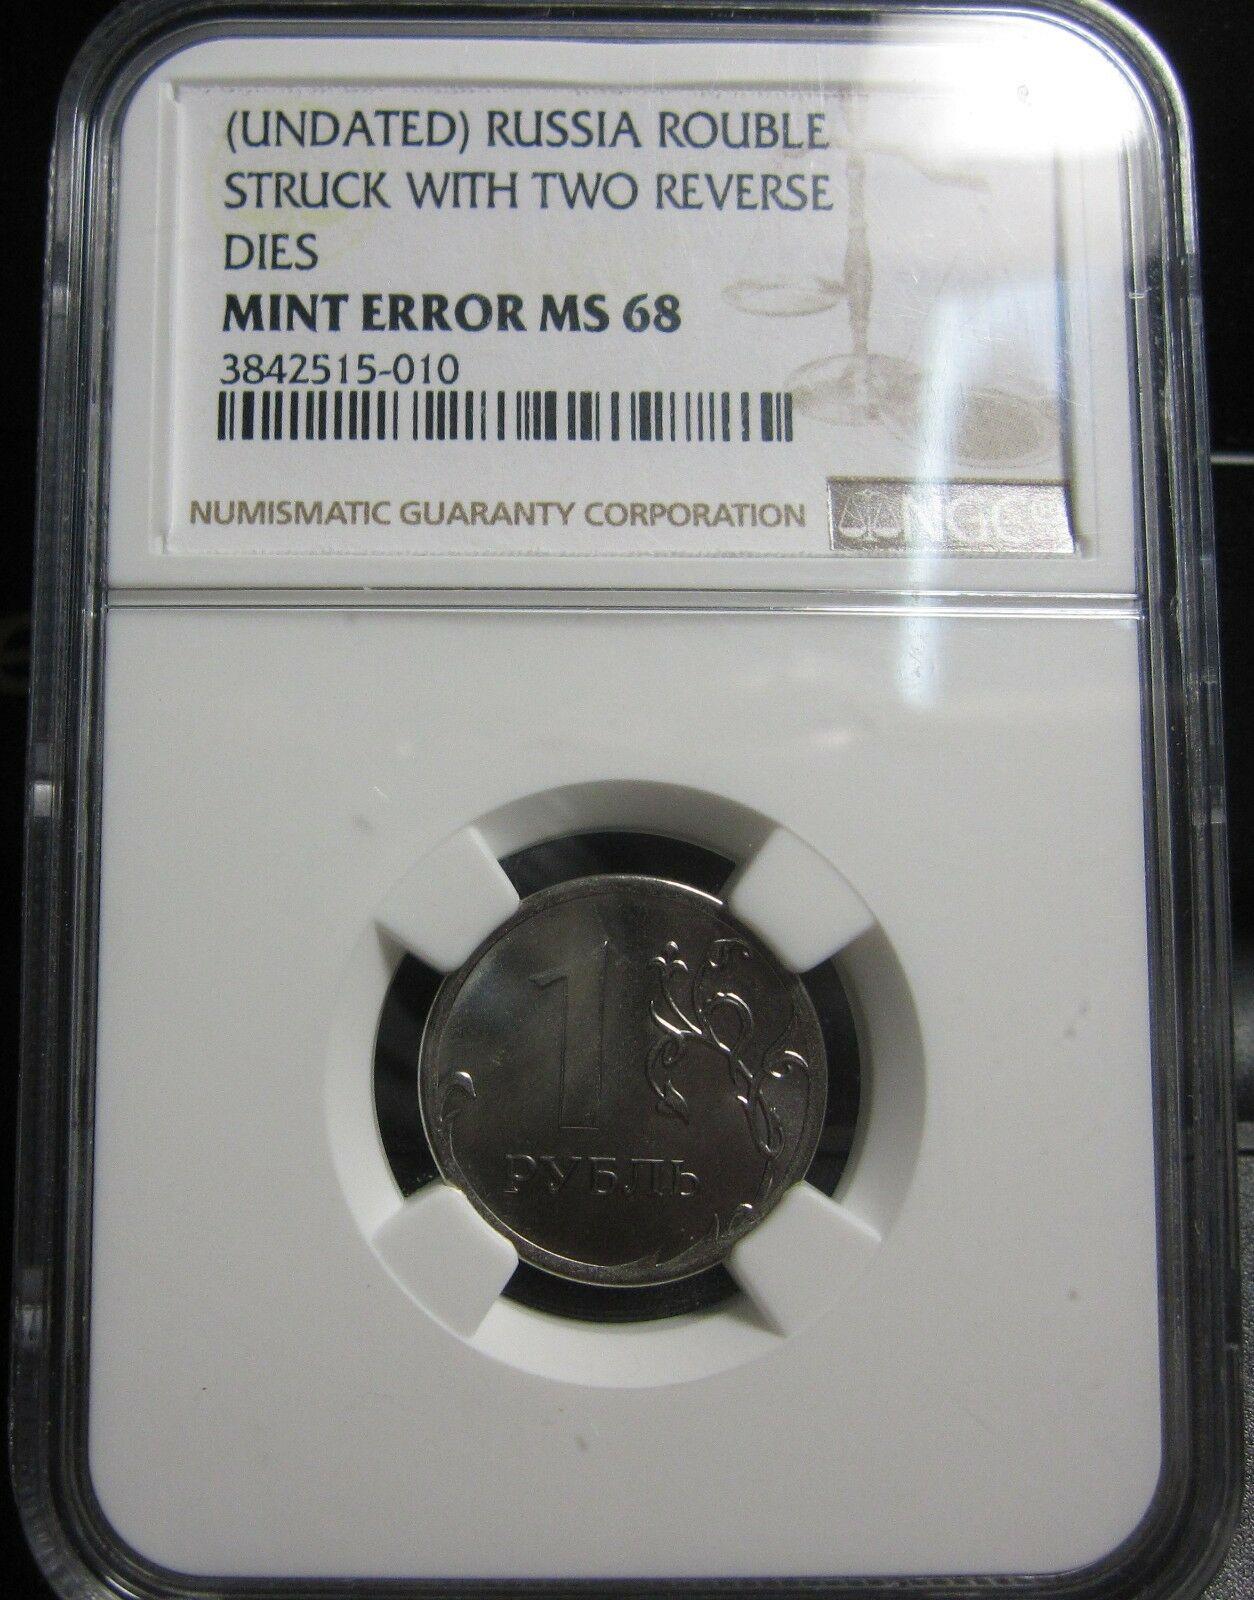 (UNDATED) RUSSIA ROUBLE
STRUCK WITH TWO REVERSE
DIES
MINT ERROR MS 68
3842515-010
NUMISMATIC GUARANTY CORPORATION
NGC®
1
РУБЛЬ